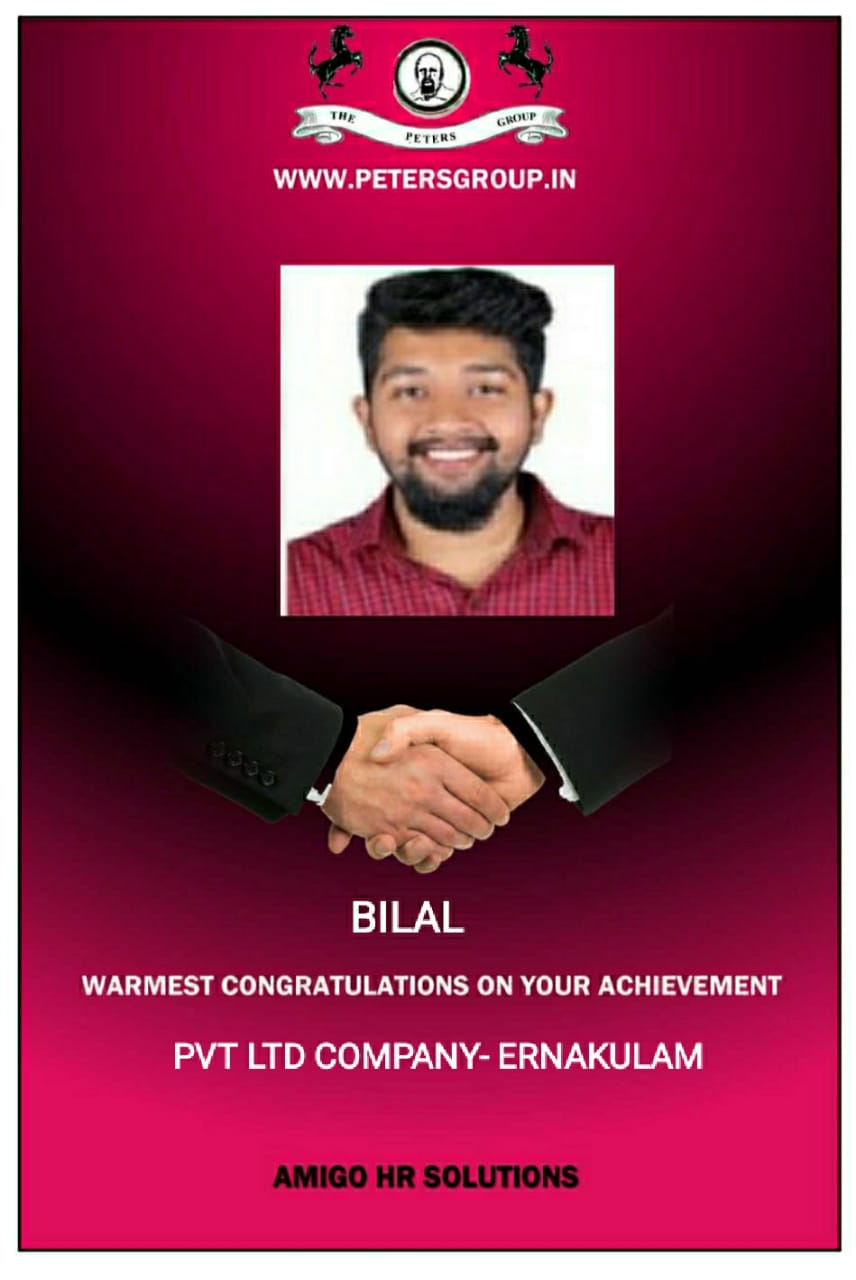 THE PETERS GROUP
WWW.PETERSGROUP.IN
BILAL
WARMEST CONGRATULATIONS ON YOUR ACHIEVEMENT
PVT LTD COMPANY- ERNAKULAM
AMIGO HR SOLUTIONS